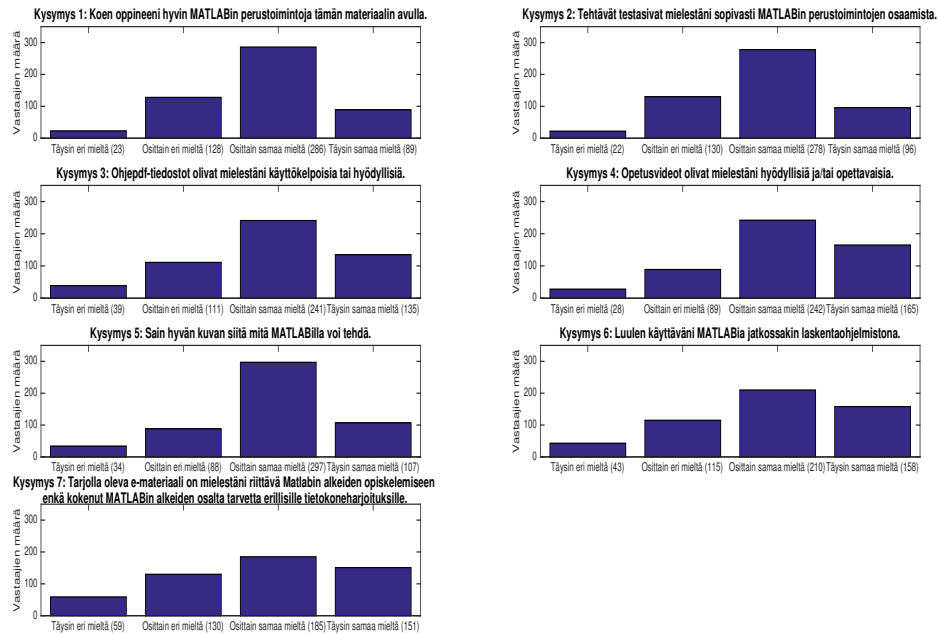 Kysymys 1: Koen oppineeni hyvin MATLABin perustoimintoja tämän materiaalin avulla.
Vastaajien määrä
300
200
100
0
Täysin eri mieltä (23) Osittain eri mieltä (128) Osittain samaa mieltä (286) Täysin samaa mieltä (89)
Kysymys 2: Tehtävät testasivat mielestäni sopivasti MATLABin perustoimintojen osaamista.
Vastaajien määrä
300
200
100
0
Täysin eri mieltä (22) Osittain eri mieltä (130) Osittain samaa mieltä (278) Täysin samaa mieltä (96)
Kysymys 3: Ohjepdf-tiedostot olivat mielestäni käyttökelpoisia tai hyödyllisiä.
Vastaajien määrä
300
200
100
0
Täysin eri mieltä (39) Osittain eri mieltä (111) Osittain samaa mieltä (241) Täysin samaa mieltä (135)
Kysymys 4: Opetusvideot olivat mielestäni hyödyllisiä ja/tai opettavaisia.
Vastaajien määrä
300
200
100
0
Täysin eri mieltä (28) Osittain eri mieltä (89) Osittain samaa mieltä (242) Täysin samaa mieltä (165)
Kysymys 5: Sain hyvän kuvan siitä mitä MATLABilla voi tehdä.
Vastaajien määrä
300
200
100
0
Täysin eri mieltä (34) Osittain eri mieltä (88) Osittain samaa mieltä (297) Täysin samaa mieltä (107)
Kysymys 6: Luulen käyttäväni MATLABia jatkossakin laskentaohjelmistona.
Vastaajien määrä
300
200
100
0
Täysin eri mieltä (43) Osittain eri mieltä (115) Osittain samaa mieltä (210) Täysin samaa mieltä (158)
Kysymys 7: Tarjolla oleva e-materiaali on mielestäni riittävä Matlabin alkeiden opiskelemiseen
enkä kokenut MATLABin alkeiden osalta tarvetta erillisille tietokoneharjoituksille.
Vastaajien määrä
300
200
100
0
Täysin eri mieltä (59) Osittain eri mieltä (130) Osittain samaa mieltä (185) Täysin samaa mieltä (151)